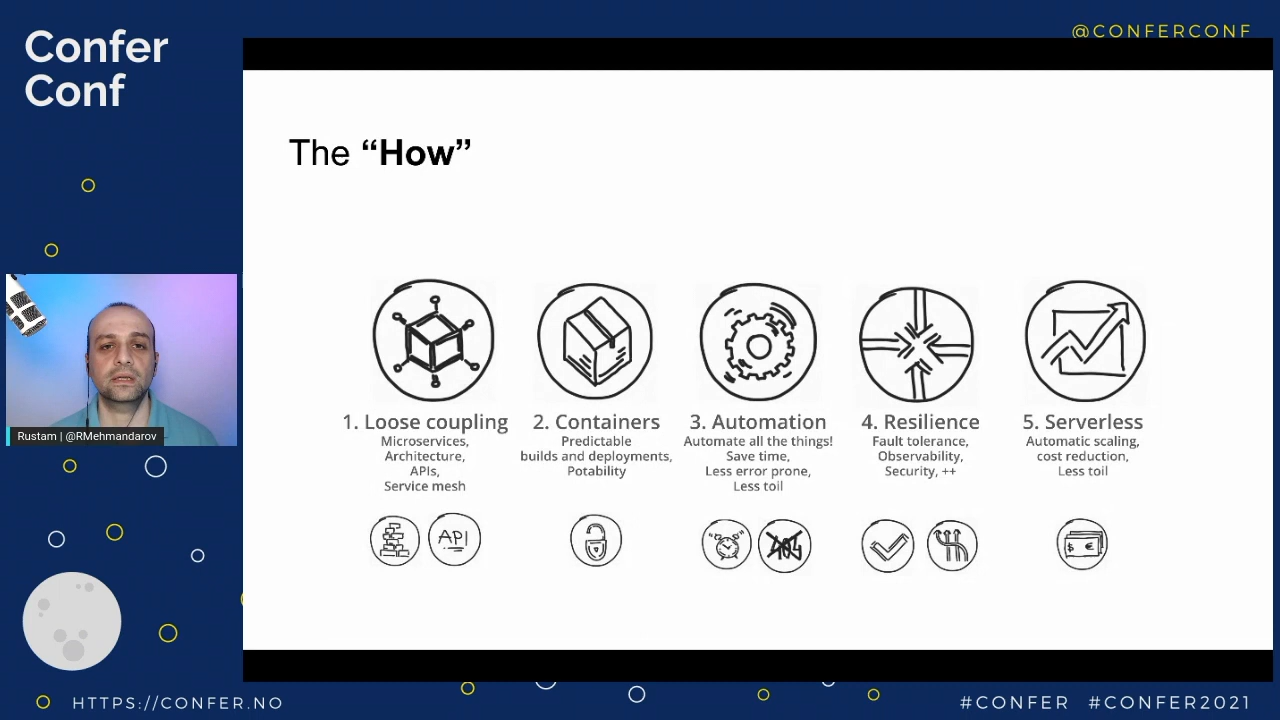 Confer
Conf
@CONFERCONF
The “How”
1. Loose coupling
Microservices,
Architecture,
APIs,
Service mesh
2. Containers
Predictable
builds and deployments,
Potability
3. Automation
Automate all the things!
Save time,
Less error prone,
Less toil
4. Resilience
Fault tolerance,
Observability,
Security, ++
5. Serverless
Automatic scaling,
cost reduction,
Less toil
API
404
$ €
Rustam | @RMehmandarov
HTTPS://CONFER.NO
#CONFER #CONFER2021